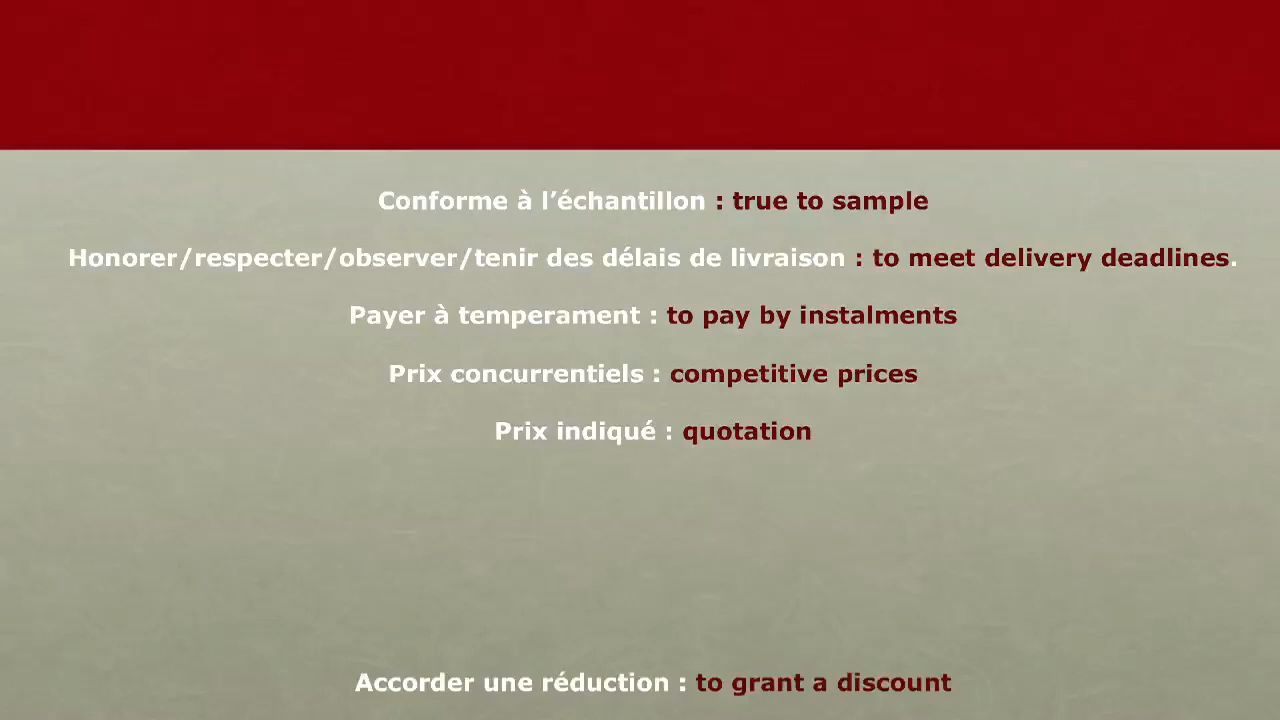 Conforme à l’échantillon : true to sample
Honorer/respecter/observer/tenir des délais de livraison : to meet delivery deadlines.
Payer à temperament : to pay by instalments
Prix concurrentiels : competitive prices
Prix indiqué : quotation
Accorder une réduction : to grant a discount